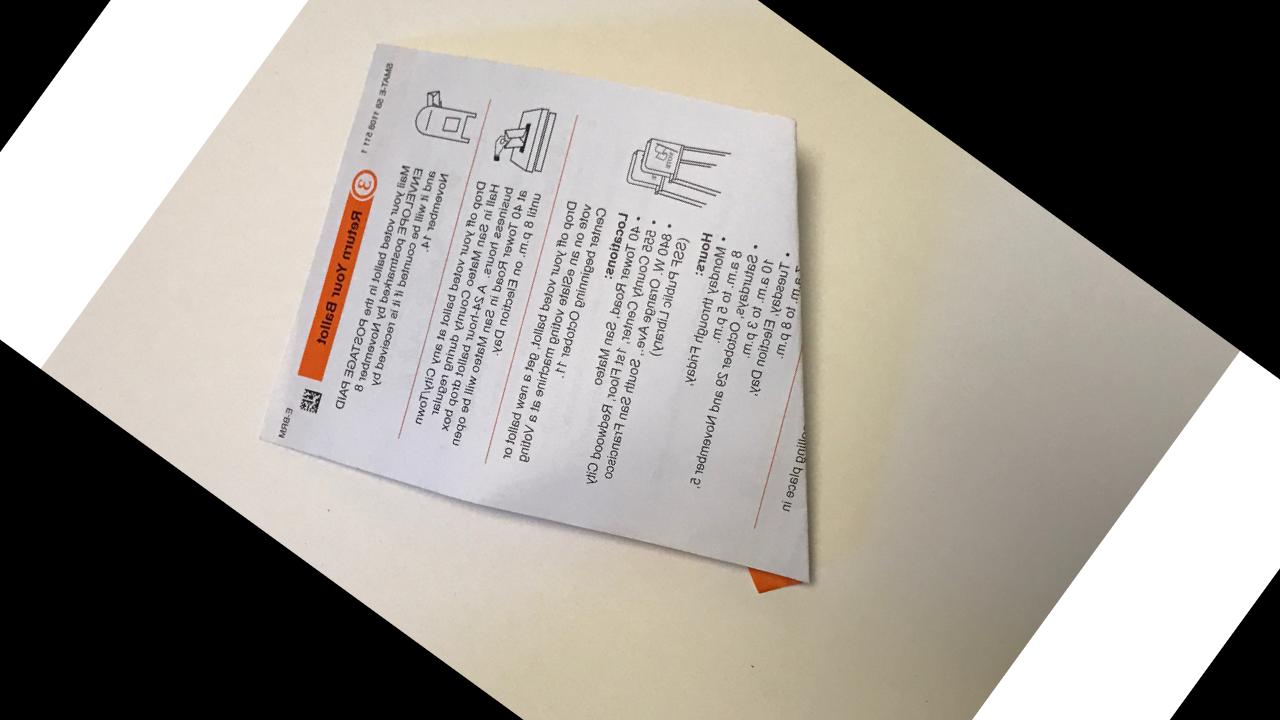 E-BRM
3 Return Your Ballot
Mail your voted ballot in the POSTAGE PAID
ENVELOPE postmarked by November 8
and it will be counted if it is received by
November 14.
Drop off your voted ballot at any City/Town
Hall in San Mateo County during regular
business hours. A 24-hour ballot drop box
at 40 Tower Road in San Mateo will be open
until 8 p.m. on Election Day.
Drop off your voted ballot, get a new ballot or
vote on an eSlate voting machine at a Voting
Center beginning October 11.
Locations:
• 40 Tower Road, San Mateo
• 555 County Center, 1st Floor, Redwood City
• 840 W. Orange Ave. South San Francisco
(SSF Public Library)
Hours:
• Monday through Friday,
8 a.m. to 5 p.m.
• Saturdays, October 29 and November 5,
10 a.m. to 3 p.m.
• Tuesday, Election Day,
7 a.m. to 8 p.m.
place in